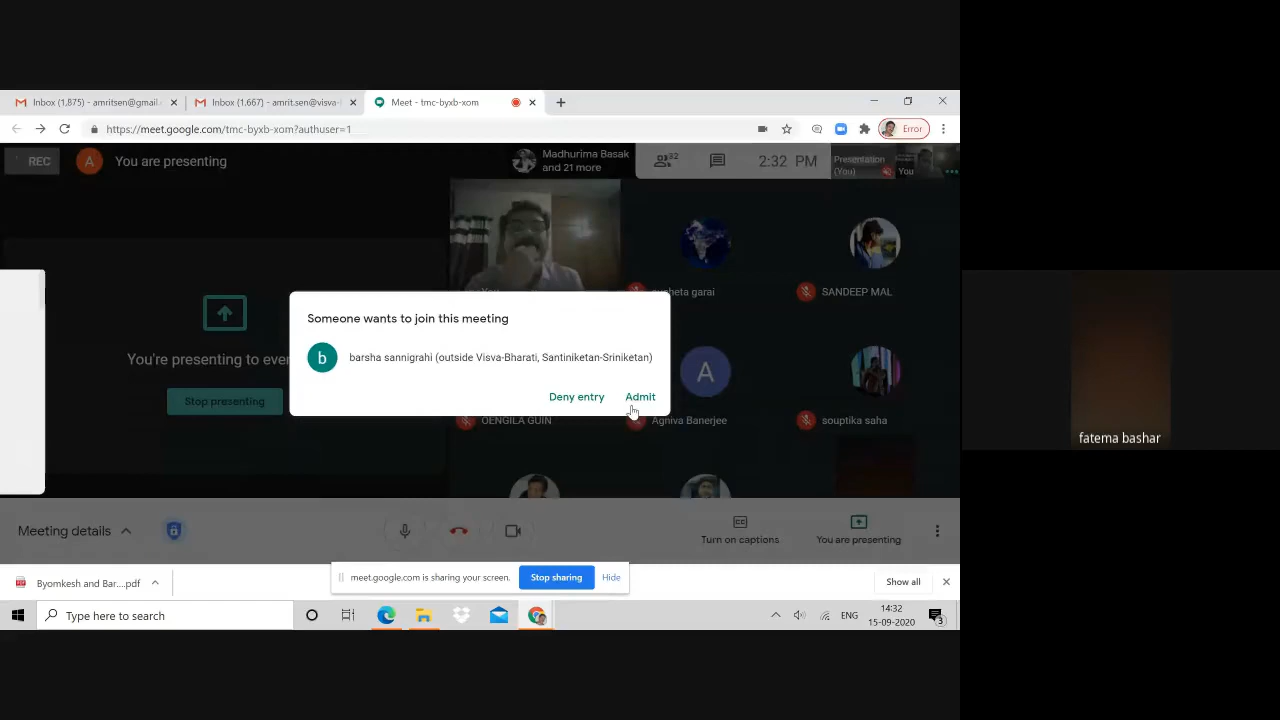 Inbox (1,875) - amritsen@gmail.
Inbox (1,667) - amrit.sen@visva-
Meet - tmc-byxb-xom
https://meet.google.com/tmc-byxb-xom?authuser=1
Error
REC
A
You are presenting
Madhurima Basak
and 21 more
32
2:32 PM
Presentation
(You)
You
garai
SANDEEP MAL
Someone wants to join this meeting
b
barsha sannigrahi (outside Visva-Bharati, Santiniketan-Sriniketan)
Deny entry
Admit
You're presenting to
Stop presenting
A
OENGILA GUIN
Agniva Banerjee
souptika saha
fatema bashar
Meeting details
Turn on captions
You are presenting
meet.google.com is sharing your screen.
Stop sharing
Hide
Byomkesh and Bar....pdf
Show all
Type here to search
ENG
14:32
15-09-2020
3